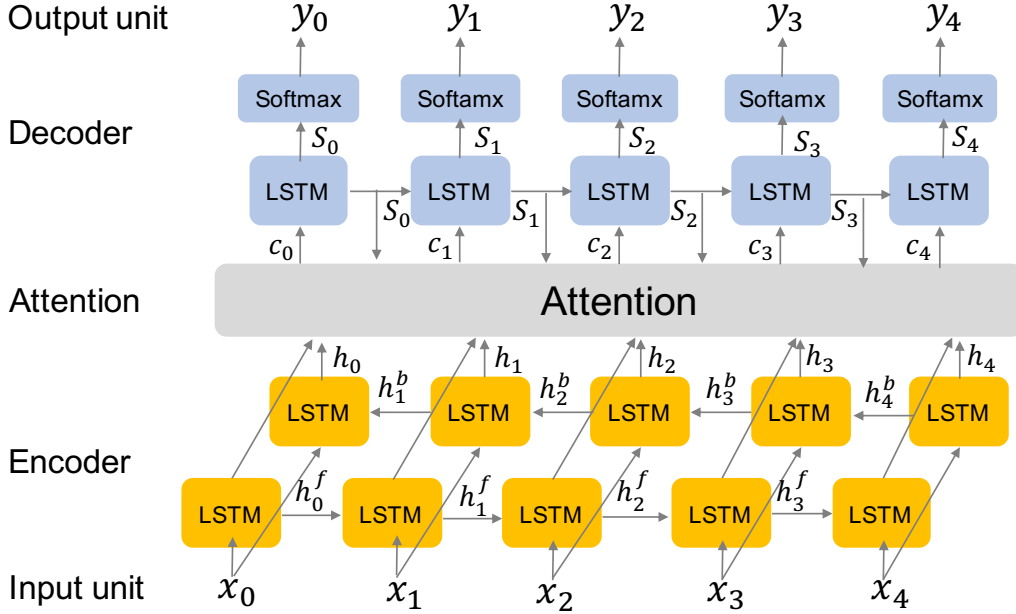 Output unit y₀ y₁ y₂ y₃ y₄
Softmax Softamx Softamx Softamx Softamx
Decoder S₀ S₁ S₂ S₃ S₄
LSTM LSTM LSTM LSTM LSTM
S₀ S₁ S₂ S₃
c₀ c₁ c₂ c₃ c₄
Attention Attention
h₀ h₁ h₂ h₃ h₄
h₁ᵇ h₂ᵇ h₃ᵇ h₄ᵇ
LSTM LSTM LSTM LSTM LSTM
Encoder
h₀ᶠ h₁ᶠ h₂ᶠ h₃ᶠ
LSTM LSTM LSTM LSTM LSTM
Input unit x₀ x₁ x₂ x₃ x₄